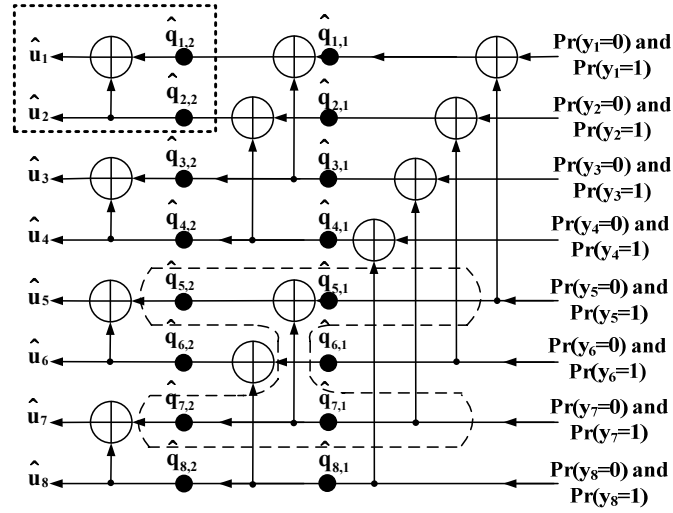 q̂1,2 q̂1,1 Pr(y1=0) and
û1 Pr(y1=1)
q̂2,2 q̂2,1 Pr(y2=0) and
û2 Pr(y2=1)
q̂3,2 q̂3,1 Pr(y3=0) and
û3 Pr(y3=1)
q̂4,2 q̂4,1 Pr(y4=0) and
û4 Pr(y4=1)
q̂5,2 q̂5,1 Pr(y5=0) and
û5 Pr(y5=1)
q̂6,2 q̂6,1 Pr(y6=0) and
û6 Pr(y6=1)
q̂7,2 q̂7,1 Pr(y7=0) and
û7 Pr(y7=1)
q̂8,2 q̂8,1 Pr(y8=0) and
û8 Pr(y8=1)